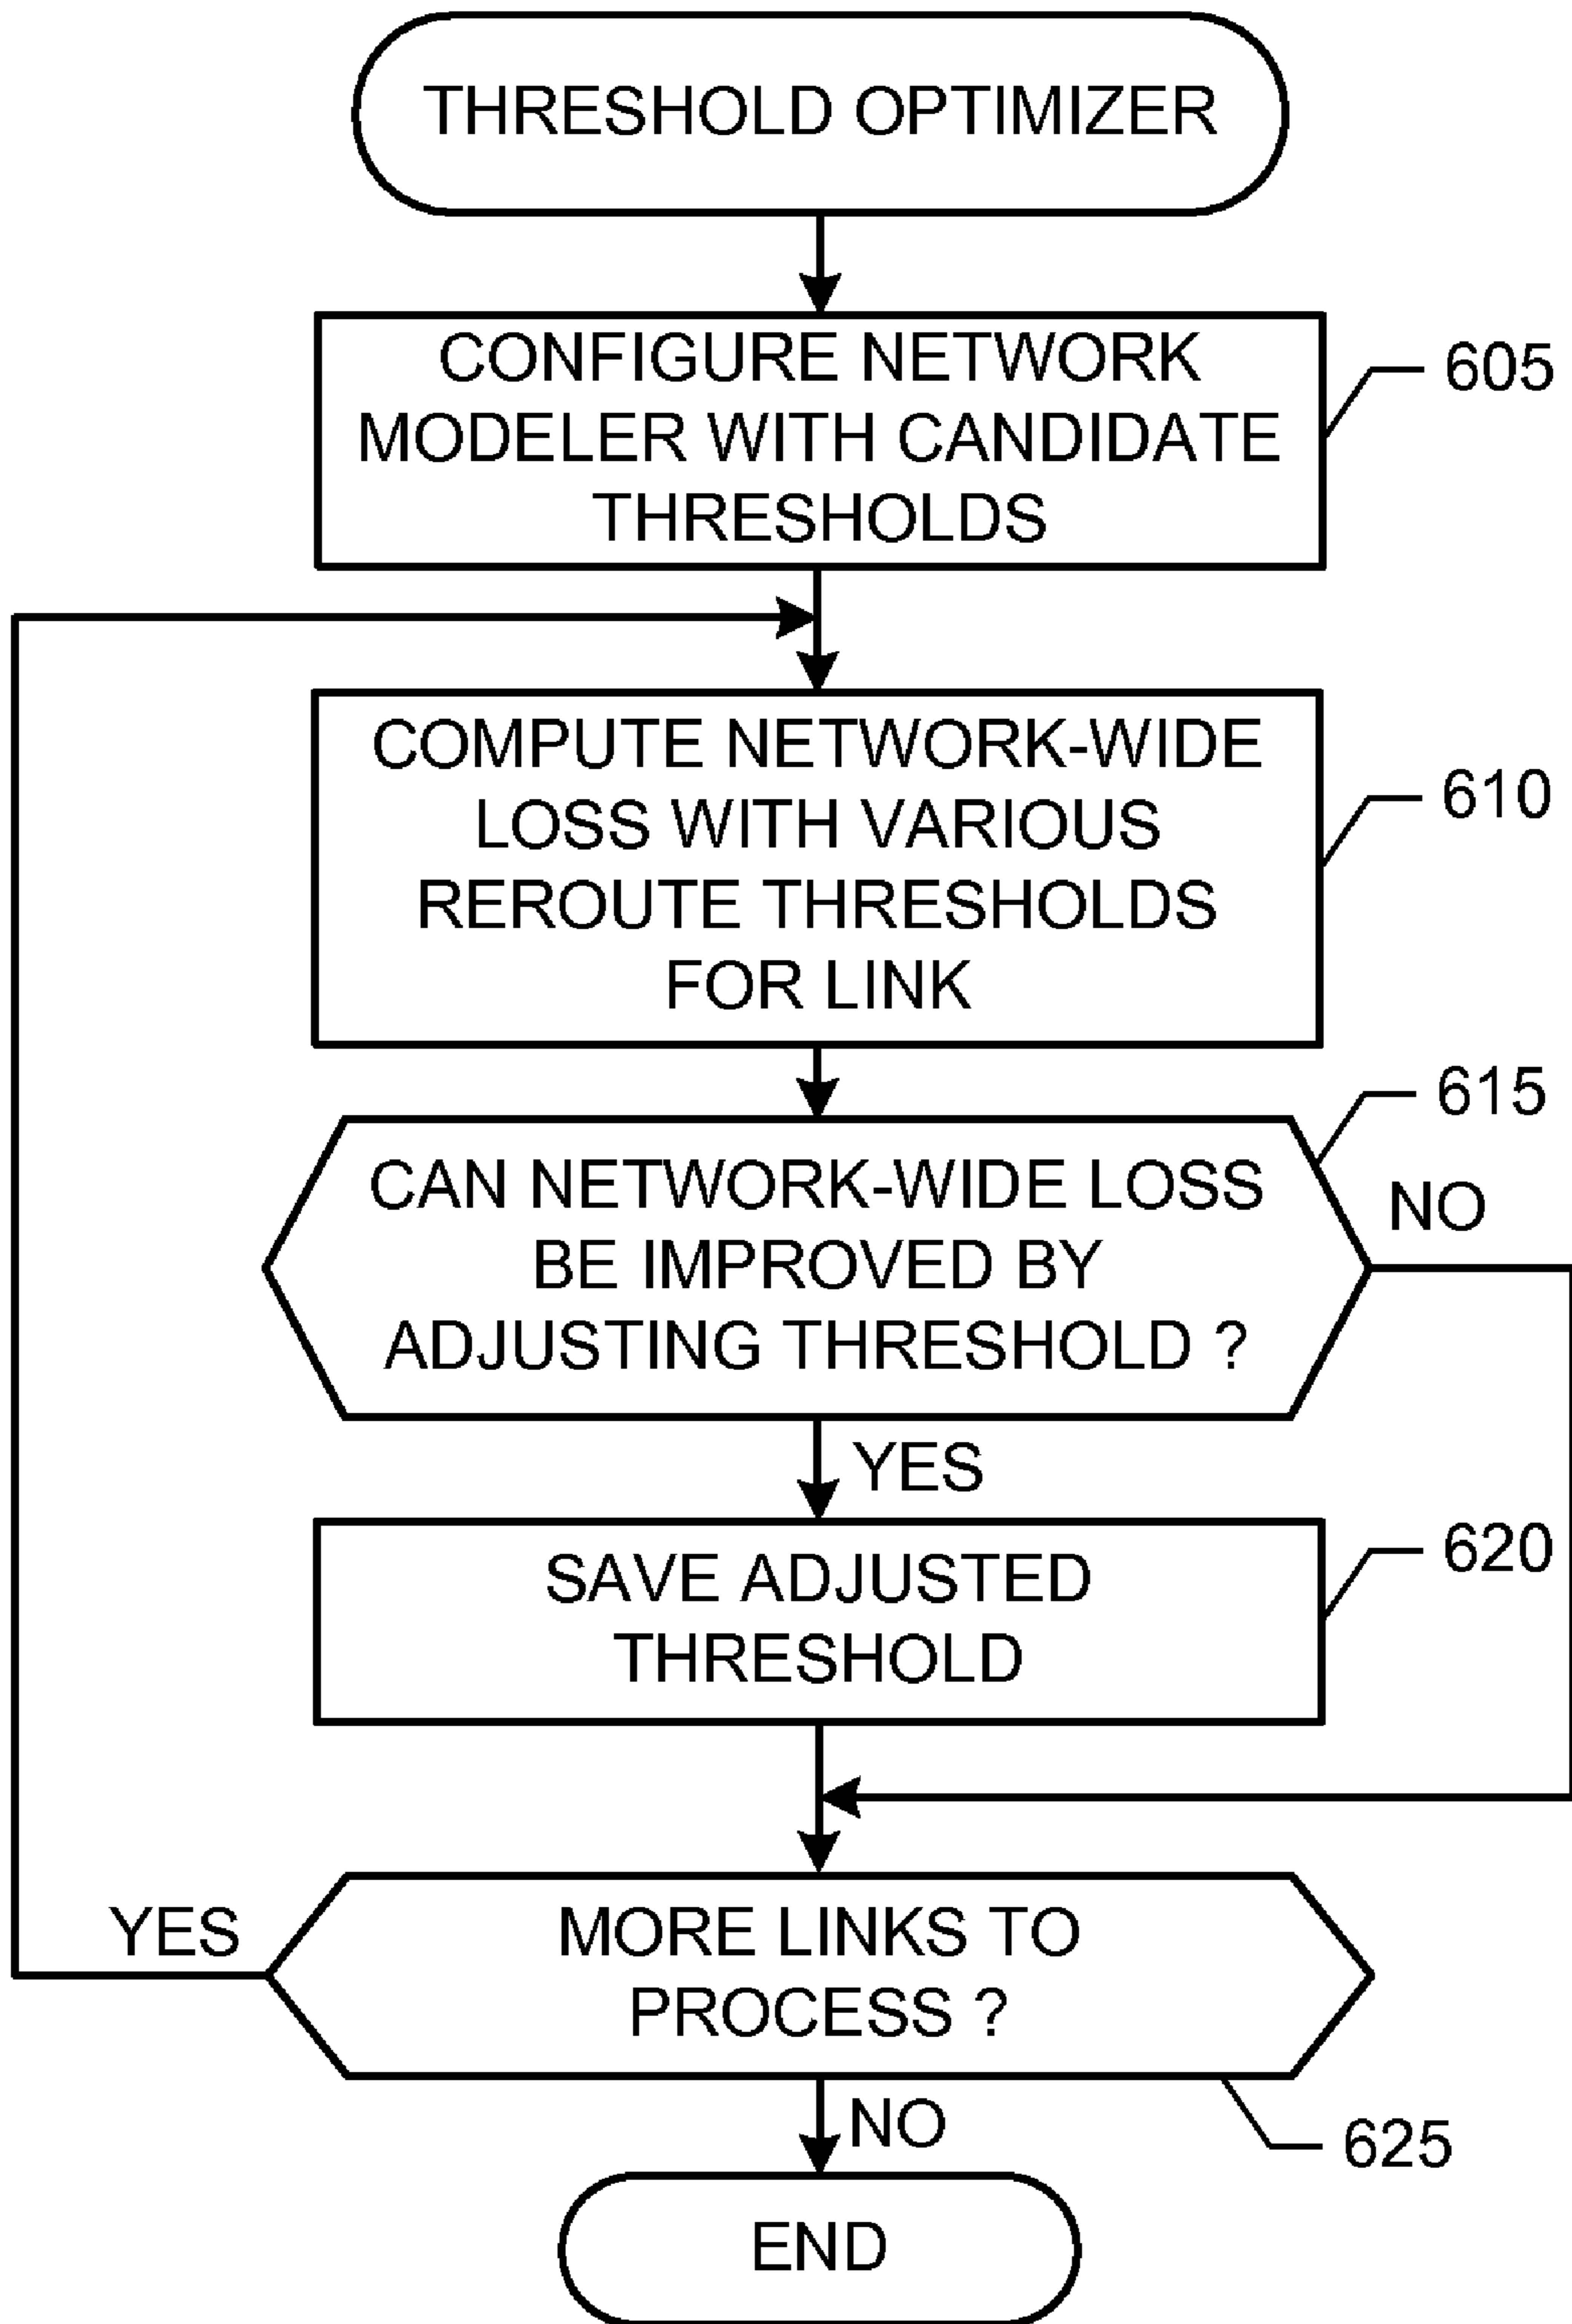 THRESHOLD OPTIMIZER
CONFIGURE NETWORK
MODELER WITH CANDIDATE
THRESHOLDS
605
COMPUTE NETWORK-WIDE
LOSS WITH VARIOUS
REROUTE THRESHOLDS
FOR LINK
610
615
CAN NETWORK-WIDE LOSS
BE IMPROVED BY
ADJUSTING THRESHOLD ?
NO
YES
SAVE ADJUSTED
THRESHOLD
620
YES
MORE LINKS TO
PROCESS ?
NO
625
END